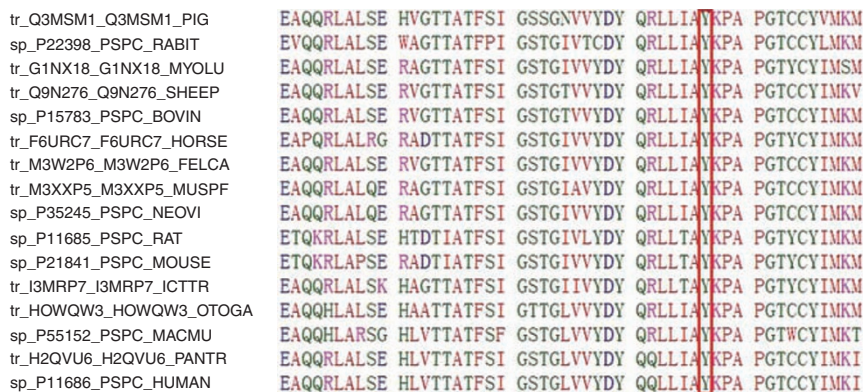 tr_Q3MSM1_Q3MSM1_PIG EAQQRLALSE HVGTTATFSI GSSGNVVYDY QRLLIAYKPA PGTCCYVMKM
sp_P22398_PSPC_RABIT EVQQRLALSE WAGTTATFPI GSTGIVTCDY QRLLIAYKPA PGTCCYLMKM
tr_G1NX18_G1NX18_MYOLU EAQQRLALSE RAGTTATFSI GSTGIVVYDY QRLLIAYKPA PGTYCYIMSM
tr_Q9N276_Q9N276_SHEEP EAQQRLALSE RVGTTATFSI GSTGTVVYDY QRLLIAYKPA PGTCCYIMKV
sp_P15783_PSPC_BOVIN EAQQRLALSE RVGTTATFSI GSTGTVVYDY QRLLIAYKPA PGTCCYIMKM
tr_F6URC7_F6URC7_HORSE EAPQRLALRG RADTTATFSI GSTGIVVYDY QRLLIAYKPA PGTYCYIMKM
tr_M3W2P6_M3W2P6_FELCA EAQQRLALSE RVGTTATFSI GSTGIVVYDY QRLLIAYKPA PGTCCYIMKM
tr_M3XXP5_M3XXP5_MUSPF EAQQRLALQE RAGTTATFSI GSTGIAVYDY QRLLIAYKPA PGTCCYIMKM
sp_P35245_PSPC_NEOVI EAQQRLALQE RAGTTATFSI GSTGIVVYDY QRLLIAYKPA PGTCCYIMKM
sp_P11685_PSPC_RAT ETQKRLALSE HTDTIATFSI GSTGIVLYDY QRLLTAYKPA PGTYCYIMKM
sp_P21841_PSPC_MOUSE ETQKRLAPSE RADTIATFSI GSTGIVVYDY QRLLTAYKPA PGTYCYIMKM
tr_I3MRP7_I3MRP7_ICTTR EAQQRLALSK HAGTTATFSI GSTGIIVYDY QRLLIAYKPA PGTCCYIMKM
tr_HOWQW3_HOWQW3_OTOGA EAQQHLALSE HAATTATFSI GTTGLVVYDY QRLLIAYKPA PGTCCYIMKM
sp_P55152_PSPC_MACMU EAQQHLARSG HLVTTATFSF GSTGLVVYDY QRLLIAYKPA PGTWCYIMKT
tr_H2QVU6_H2QVU6_PANTR EAQQRLALSE HLVTTATFSI GSTGLVVYDY QQLLIAYKPA PGTCCYIMKI
sp_P11686_PSPC_HUMAN EAQQRLALSE HLVTTATFSI GSTGLVVYDY QQLLIAYKPA PGTCCYIMKI